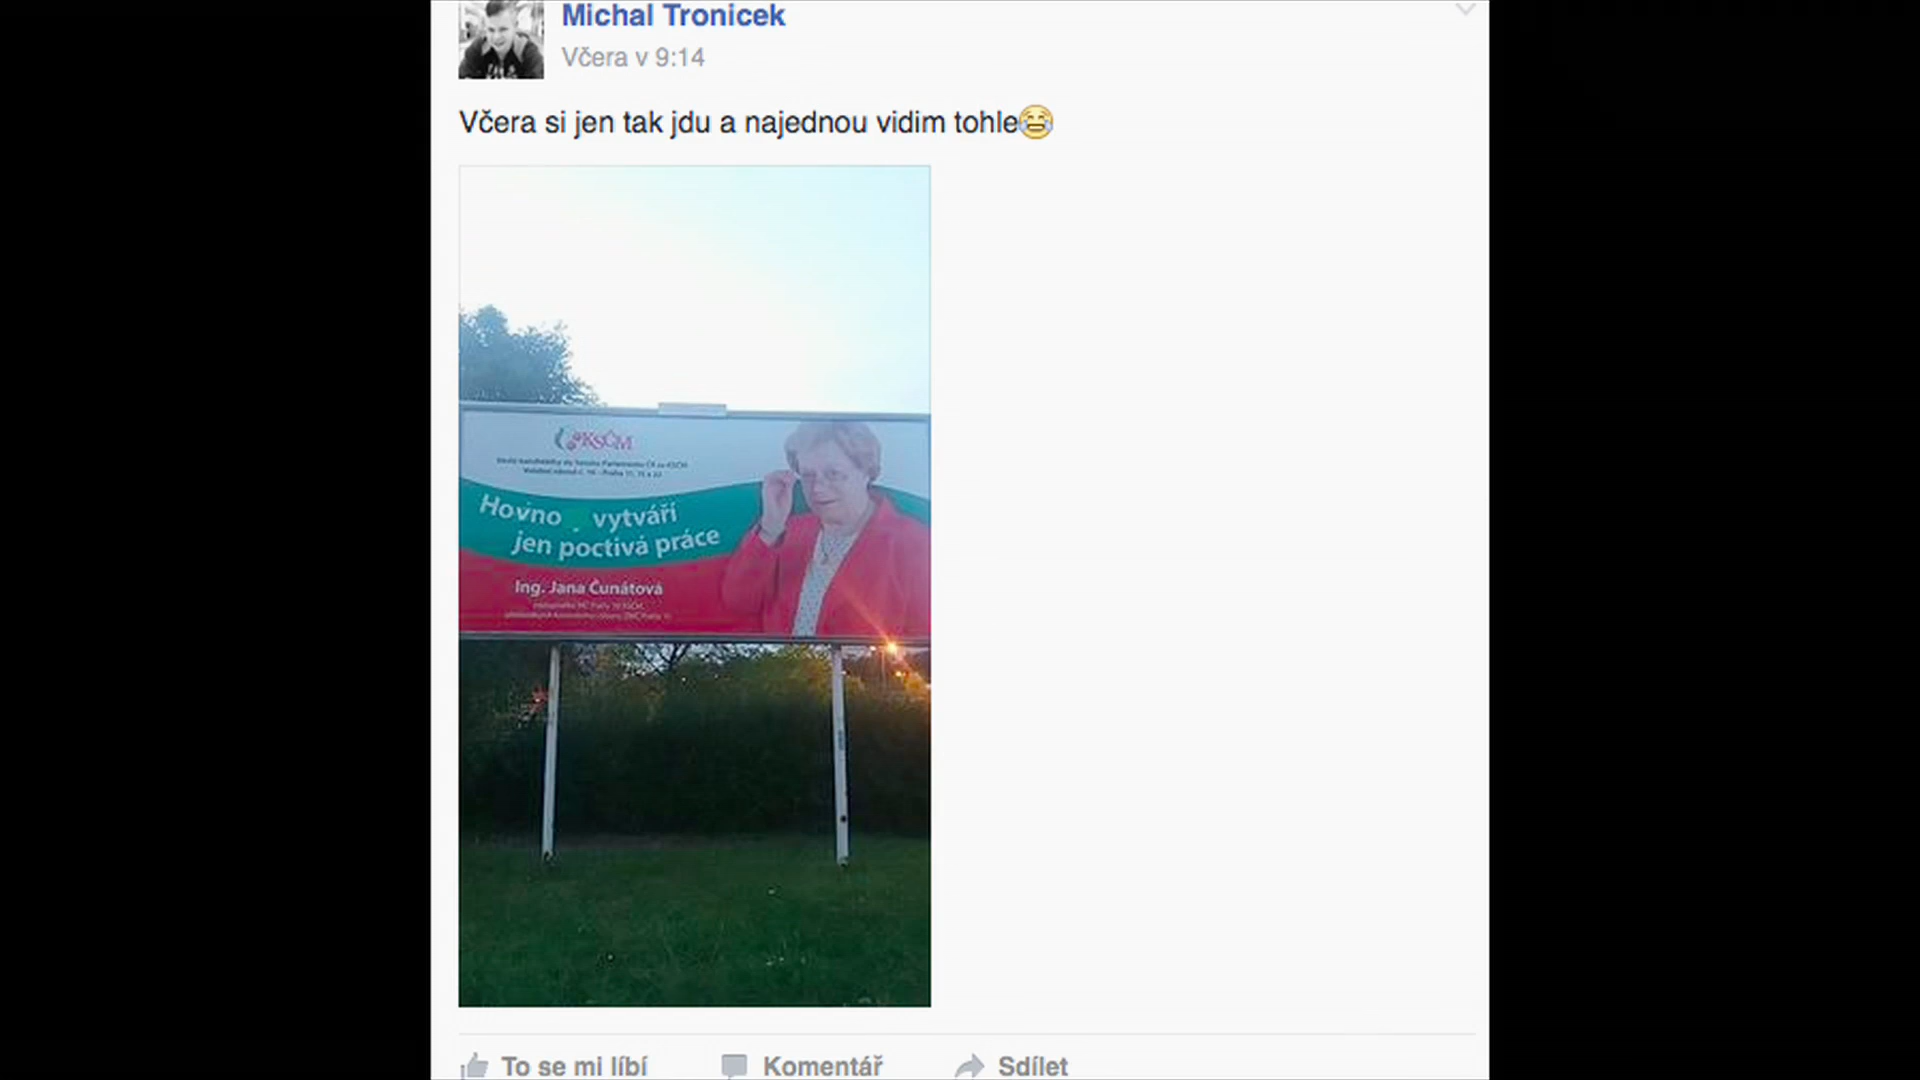 Michal Tronicek
Včera v 9:14
Včera si jen tak jdu a najednou vidim tohle😂
KSČM
Hovno vytváří
jen poctivá práce
Ing. Jana Čunátová
To se mi líbí
Komentář
Sdílet